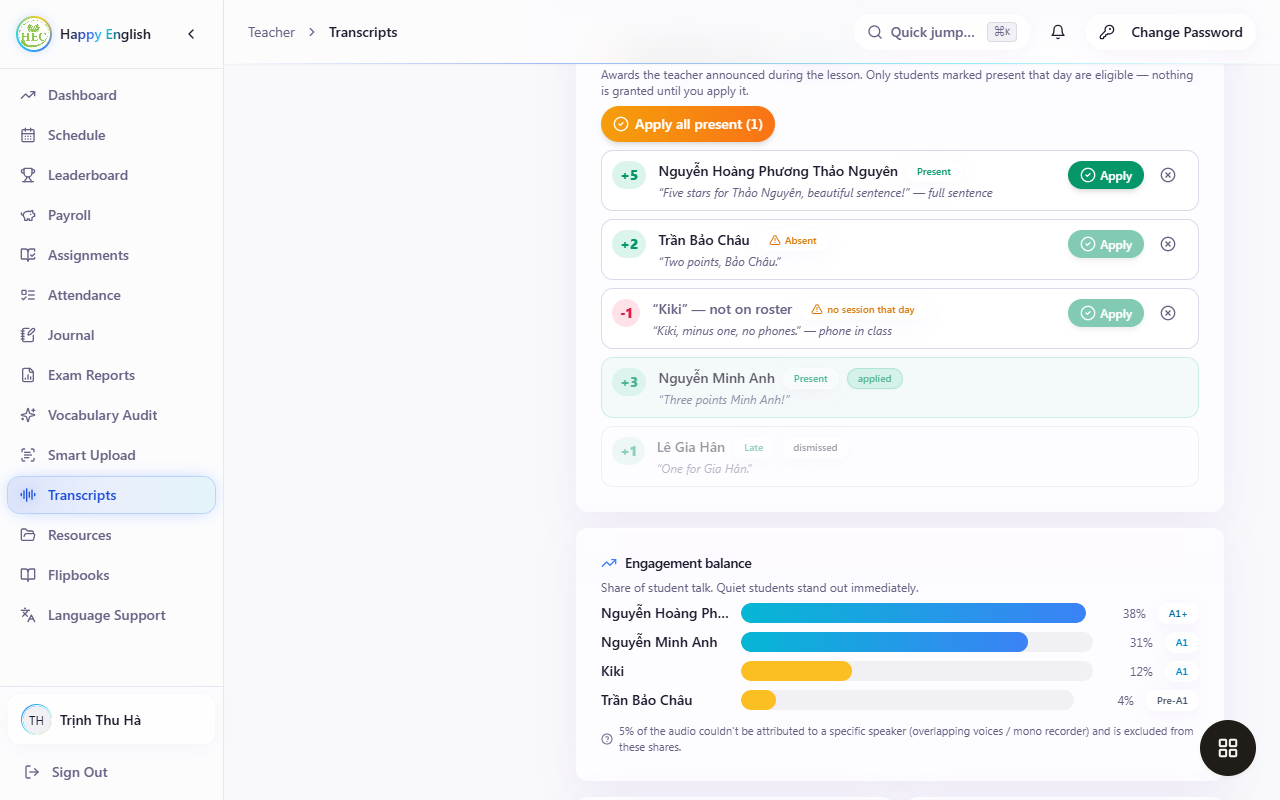 HEC
Happy English
Teacher
Transcripts
Quick jump...
⌘K
Change Password
Dashboard
Schedule
Leaderboard
Payroll
Assignments
Attendance
Journal
Exam Reports
Vocabulary Audit
Smart Upload
Transcripts
Resources
Flipbooks
Language Support
TH
Trịnh Thu Hà
Sign Out
Awards the teacher announced during the lesson. Only students marked present that day are eligible — nothing
is granted until you apply it.
Apply all present (1)
+5
Nguyễn Hoàng Phương Thảo Nguyên
Present
“Five stars for Thảo Nguyên, beautiful sentence!” — full sentence
Apply
+2
Trần Bảo Châu
Absent
“Two points, Bảo Châu.”
Apply
-1
“Kiki” — not on roster
no session that day
“Kiki, minus one, no phones.” — phone in class
Apply
+3
Nguyễn Minh Anh
Present
applied
“Three points Minh Anh!”
+1
Lê Gia Hân
Late
dismissed
“One for Gia Hân.”
Engagement balance
Share of student talk. Quiet students stand out immediately.
Nguyễn Hoàng Ph...
38%
A1+
Nguyễn Minh Anh
31%
A1
Kiki
12%
A1
Trần Bảo Châu
4%
Pre-A1
5% of the audio couldn't be attributed to a specific speaker (overlapping voices / mono recorder) and is excluded from
these shares.